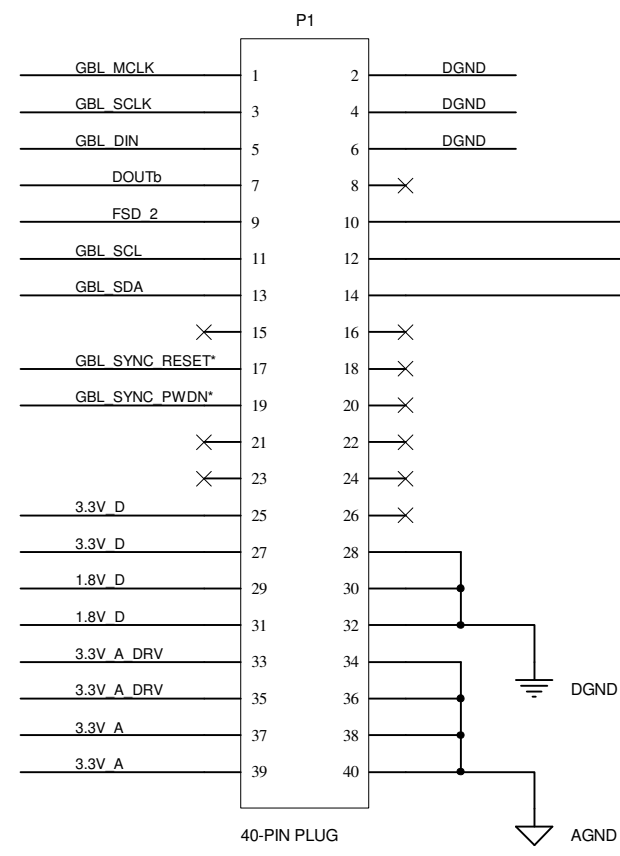 P1
GBL_MCLK 1 2 DGND
GBL_SCLK 3 4 DGND
GBL_DIN 5 6 DGND
DOUTb 7 8
FSD_2 9 10
GBL_SCL 11 12
GBL_SDA 13 14
15 16
GBL_SYNC_RESET* 17 18
GBL_SYNC_PWDN* 19 20
21 22
23 24
3.3V_D 25 26
3.3V_D 27 28
1.8V_D 29 30
1.8V_D 31 32
3.3V_A_DRV 33 34
3.3V_A_DRV 35 36 DGND
3.3V_A 37 38
3.3V_A 39 40
40-PIN PLUG AGND